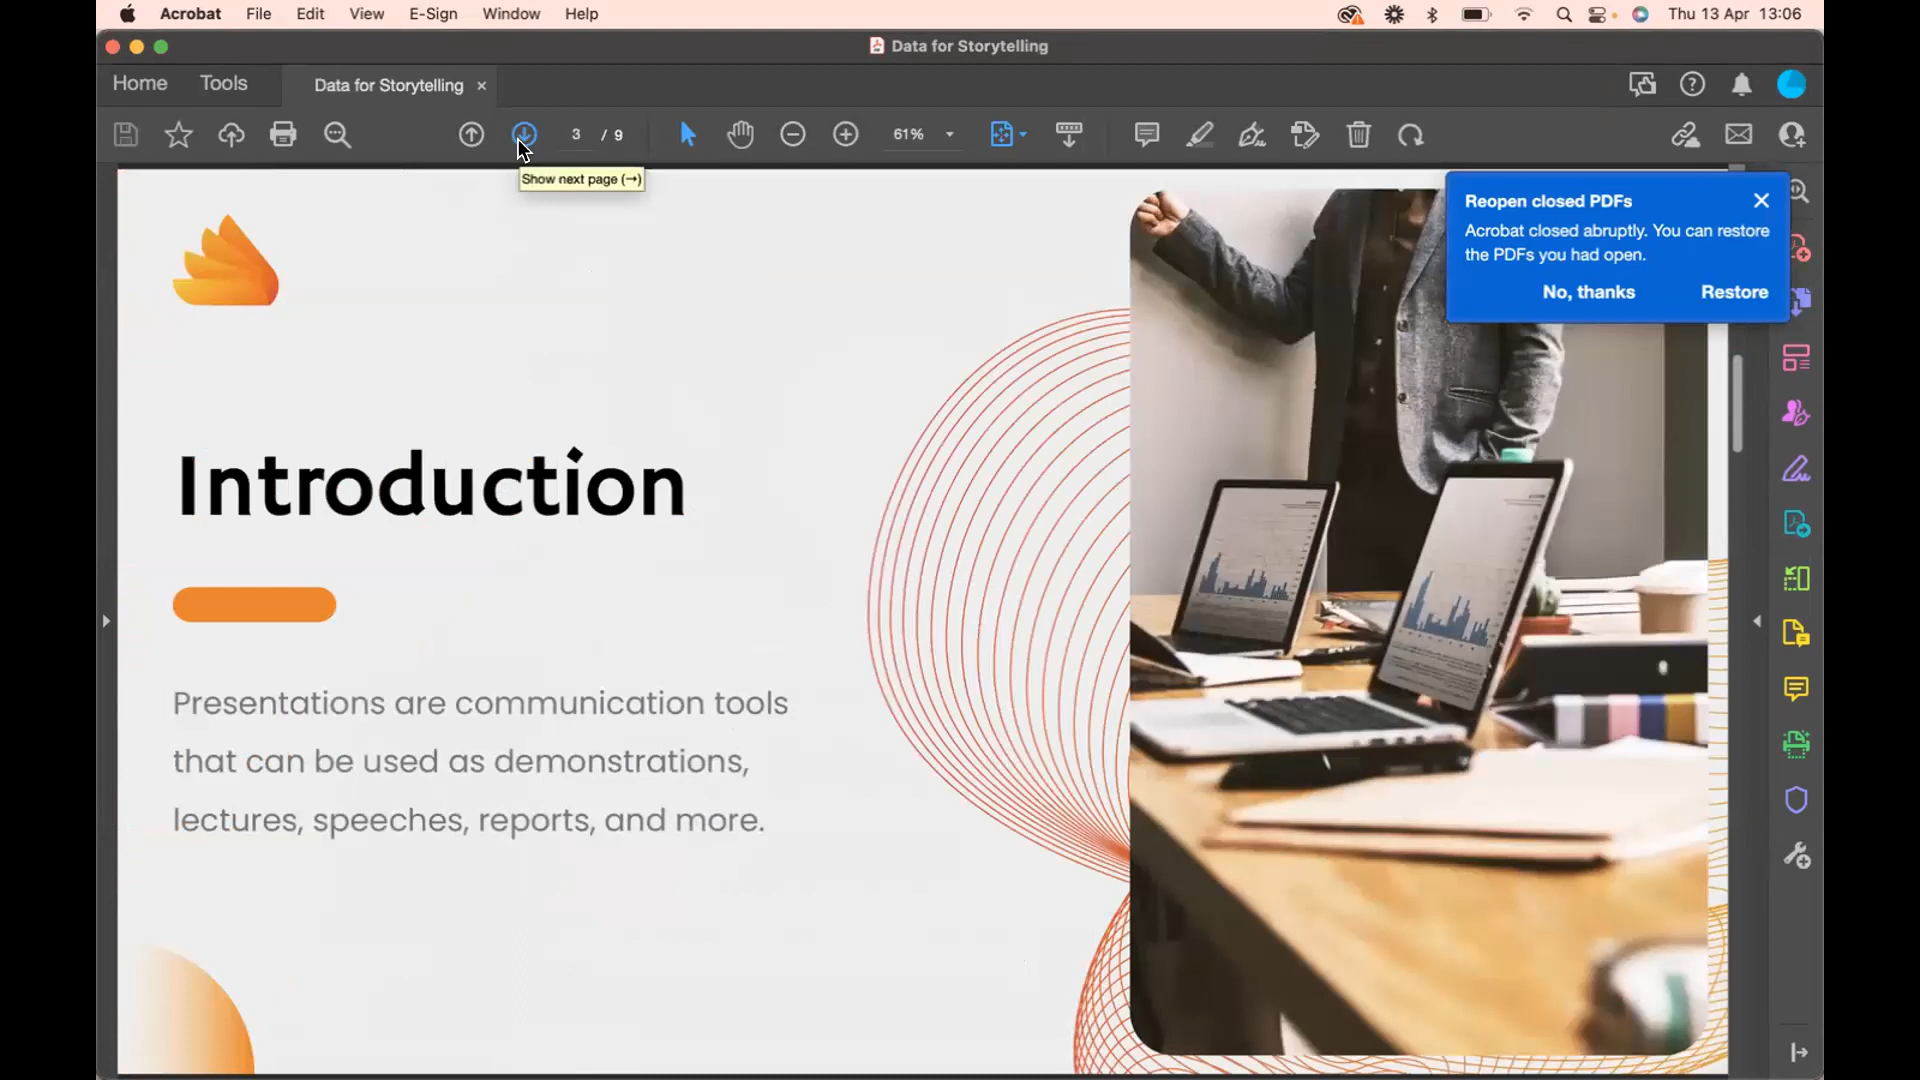 Acrobat File Edit View E-Sign Window Help Thu 13 Apr 13:06
Data for Storytelling
Home Tools Data for Storytelling
3 / 9 61%
Show next page (→)
Reopen closed PDFs
Acrobat closed abruptly. You can restore
the PDFs you had open.
No, thanks Restore
Introduction
Presentations are communication tools
that can be used as demonstrations,
lectures, speeches, reports, and more.